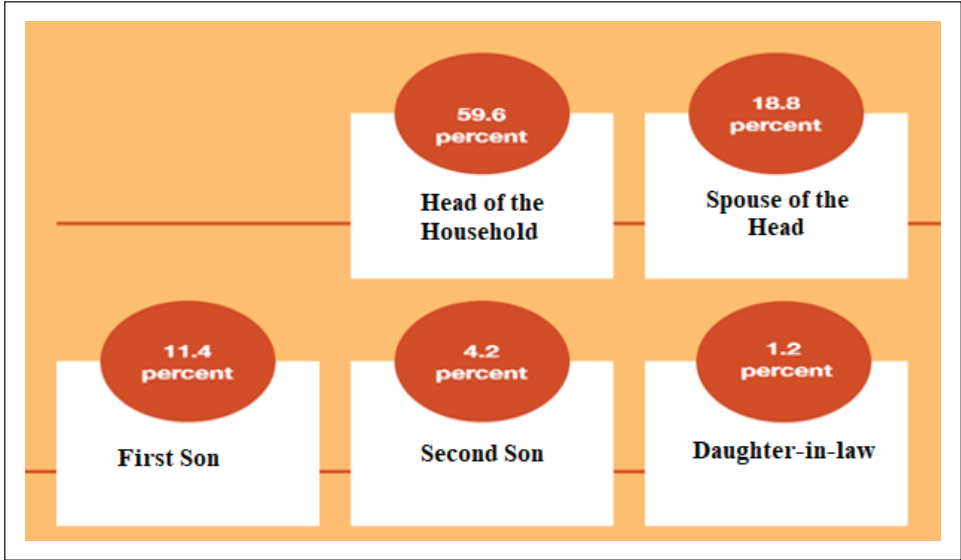 59.6
percent
Head of the
Household
18.8
percent
Spouse of the
Head
11.4
percent
First Son
4.2
percent
Second Son
1.2
percent
Daughter-in-law